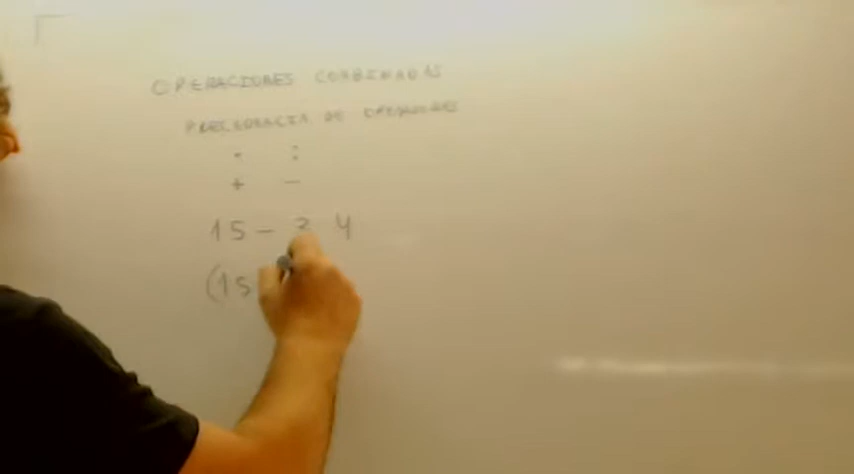 OPERACIONES COMBINADAS
PRECEDENCIA DE OPERADORES
· :
+ -
15 - 3 4
(15